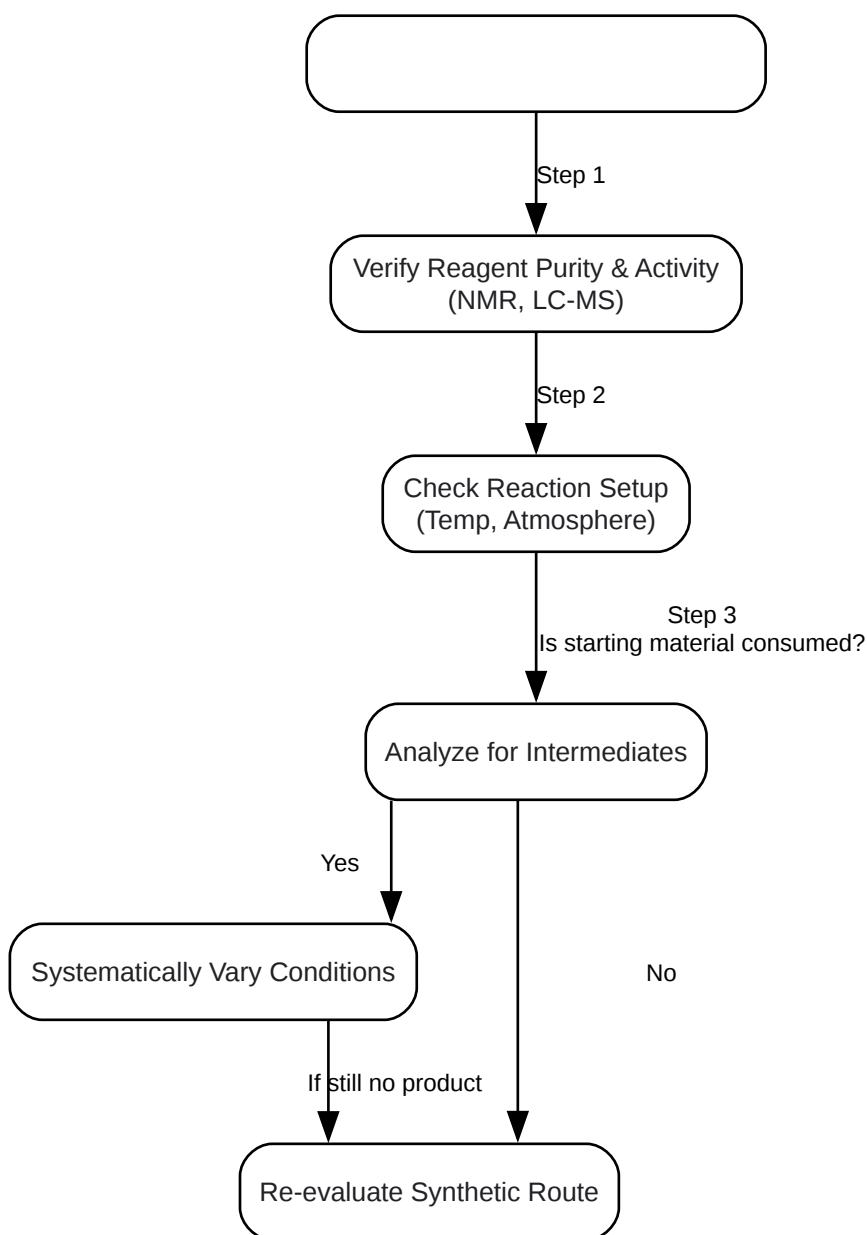 Step 1
Verify Reagent Purity & Activity
(NMR, LC-MS)
Step 2
Check Reaction Setup
(Temp, Atmosphere)
Step 3
Is starting material consumed?
Analyze for Intermediates
Yes
Systematically Vary Conditions
No
If still no product
Re-evaluate Synthetic Route